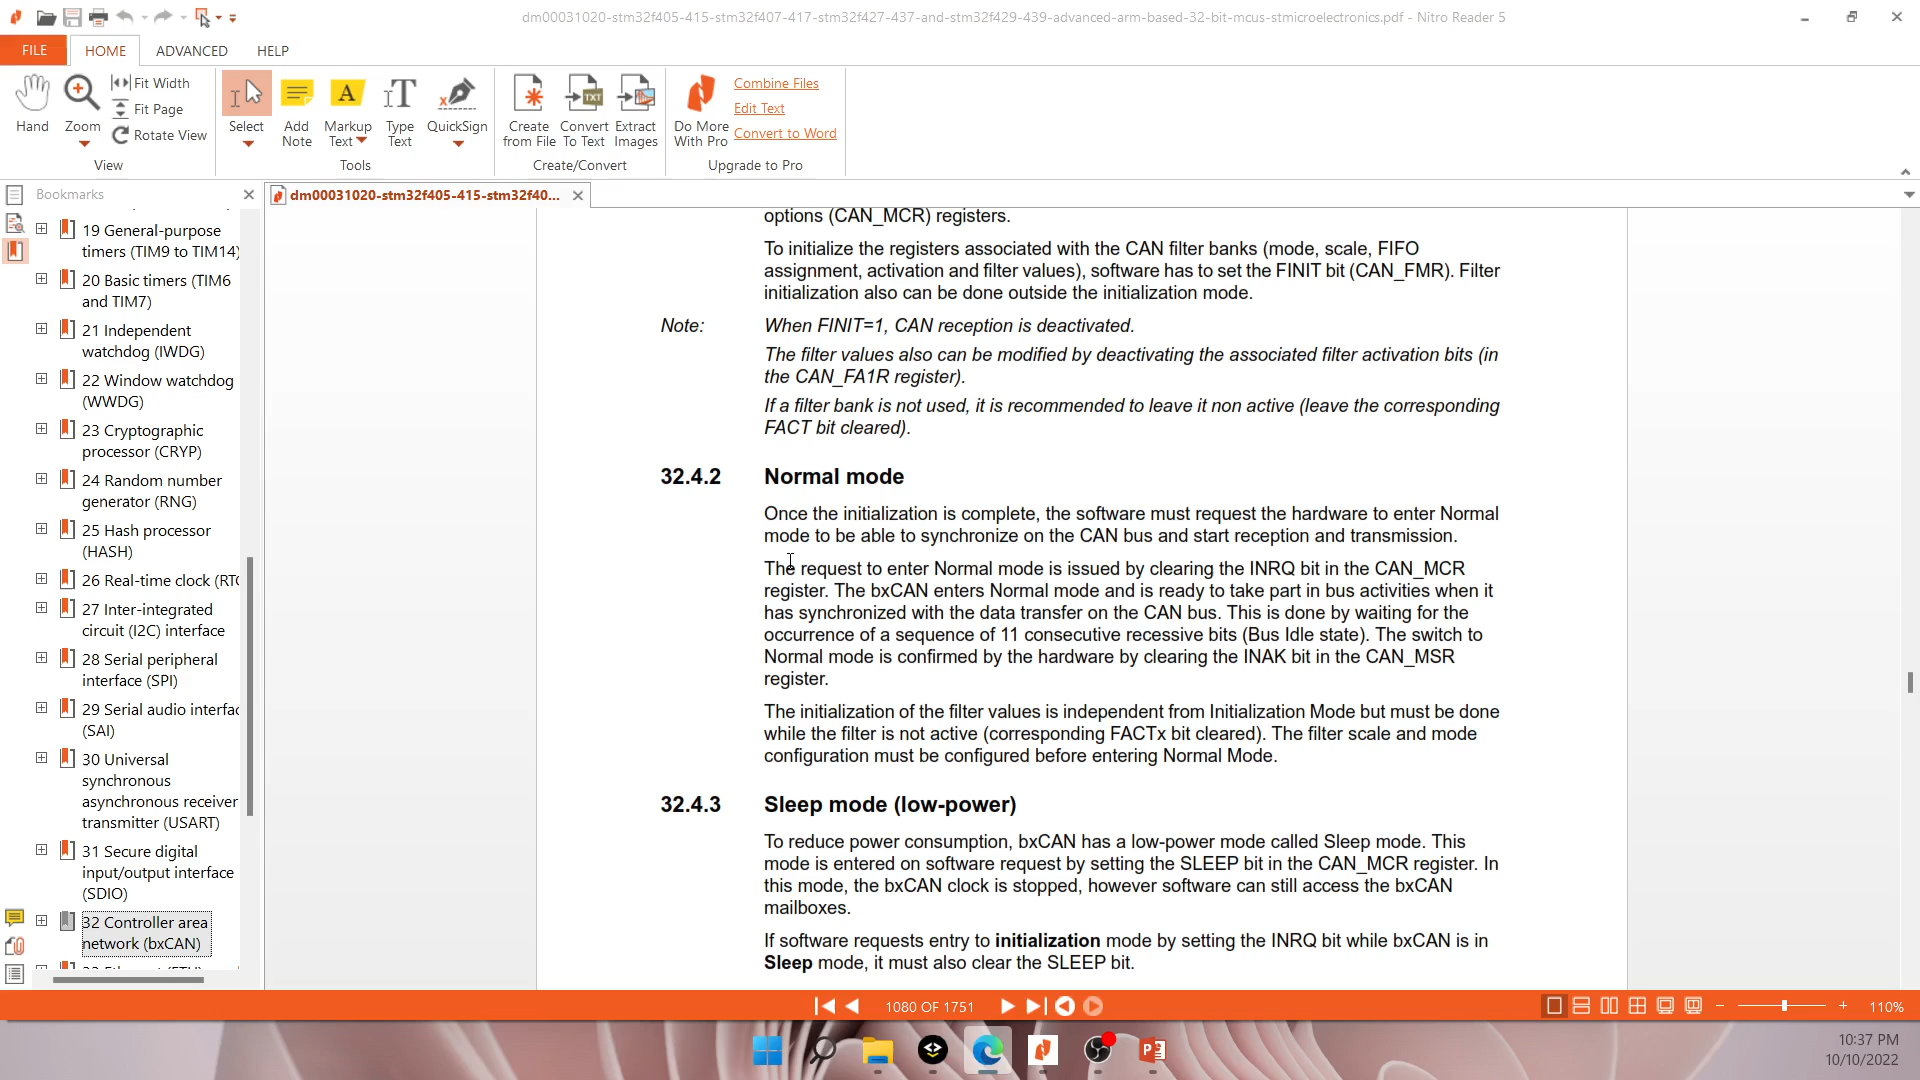 dm00031020-stm32f405-415-stm32f407-417-stm32f427-437-and-stm32f429-439-advanced-arm-based-32-bit-mcus-stmicroelectronics.pdf - Nitro Reader 5
FILE
HOME
ADVANCED
HELP
Hand
Zoom
Fit Width
Fit Page
Rotate View
View
Select
Add
Note
Markup
Text
Type
Text
QuickSign
Tools
Create
from File
Convert
To Text
Extract
Images
Create/Convert
Do More
With Pro
Combine Files
Edit Text
Convert to Word
Upgrade to Pro
Bookmarks
19 General-purpose
timers (TIM9 to TIM14)
20 Basic timers (TIM6
and TIM7)
21 Independent
watchdog (IWDG)
22 Window watchdog
(WWDG)
23 Cryptographic
processor (CRYP)
24 Random number
generator (RNG)
25 Hash processor
(HASH)
26 Real-time clock (RTC
27 Inter-integrated
circuit (I2C) interface
28 Serial peripheral
interface (SPI)
29 Serial audio interfac
(SAI)
30 Universal
synchronous
asynchronous receiver
transmitter (USART)
31 Secure digital
input/output interface
(SDIO)
32 Controller area
network (bxCAN)
dm00031020-stm32f405-415-stm32f40...
options (CAN_MCR) registers.
To initialize the registers associated with the CAN filter banks (mode, scale, FIFO
assignment, activation and filter values), software has to set the FINIT bit (CAN_FMR). Filter
initialization also can be done outside the initialization mode.
Note: When FINIT=1, CAN reception is deactivated.
The filter values also can be modified by deactivating the associated filter activation bits (in
the CAN_FA1R register).
If a filter bank is not used, it is recommended to leave it non active (leave the corresponding
FACT bit cleared).
32.4.2 Normal mode
Once the initialization is complete, the software must request the hardware to enter Normal
mode to be able to synchronize on the CAN bus and start reception and transmission.
The request to enter Normal mode is issued by clearing the INRQ bit in the CAN_MCR
register. The bxCAN enters Normal mode and is ready to take part in bus activities when it
has synchronized with the data transfer on the CAN bus. This is done by waiting for the
occurrence of a sequence of 11 consecutive recessive bits (Bus Idle state). The switch to
Normal mode is confirmed by the hardware by clearing the INAK bit in the CAN_MSR
register.
The initialization of the filter values is independent from Initialization Mode but must be done
while the filter is not active (corresponding FACTx bit cleared). The filter scale and mode
configuration must be configured before entering Normal Mode.
32.4.3 Sleep mode (low-power)
To reduce power consumption, bxCAN has a low-power mode called Sleep mode. This
mode is entered on software request by setting the SLEEP bit in the CAN_MCR register. In
this mode, the bxCAN clock is stopped, however software can still access the bxCAN
mailboxes.
If software requests entry to initialization mode by setting the INRQ bit while bxCAN is in
Sleep mode, it must also clear the SLEEP bit.
1080 OF 1751
110%
10:37 PM
10/10/2022